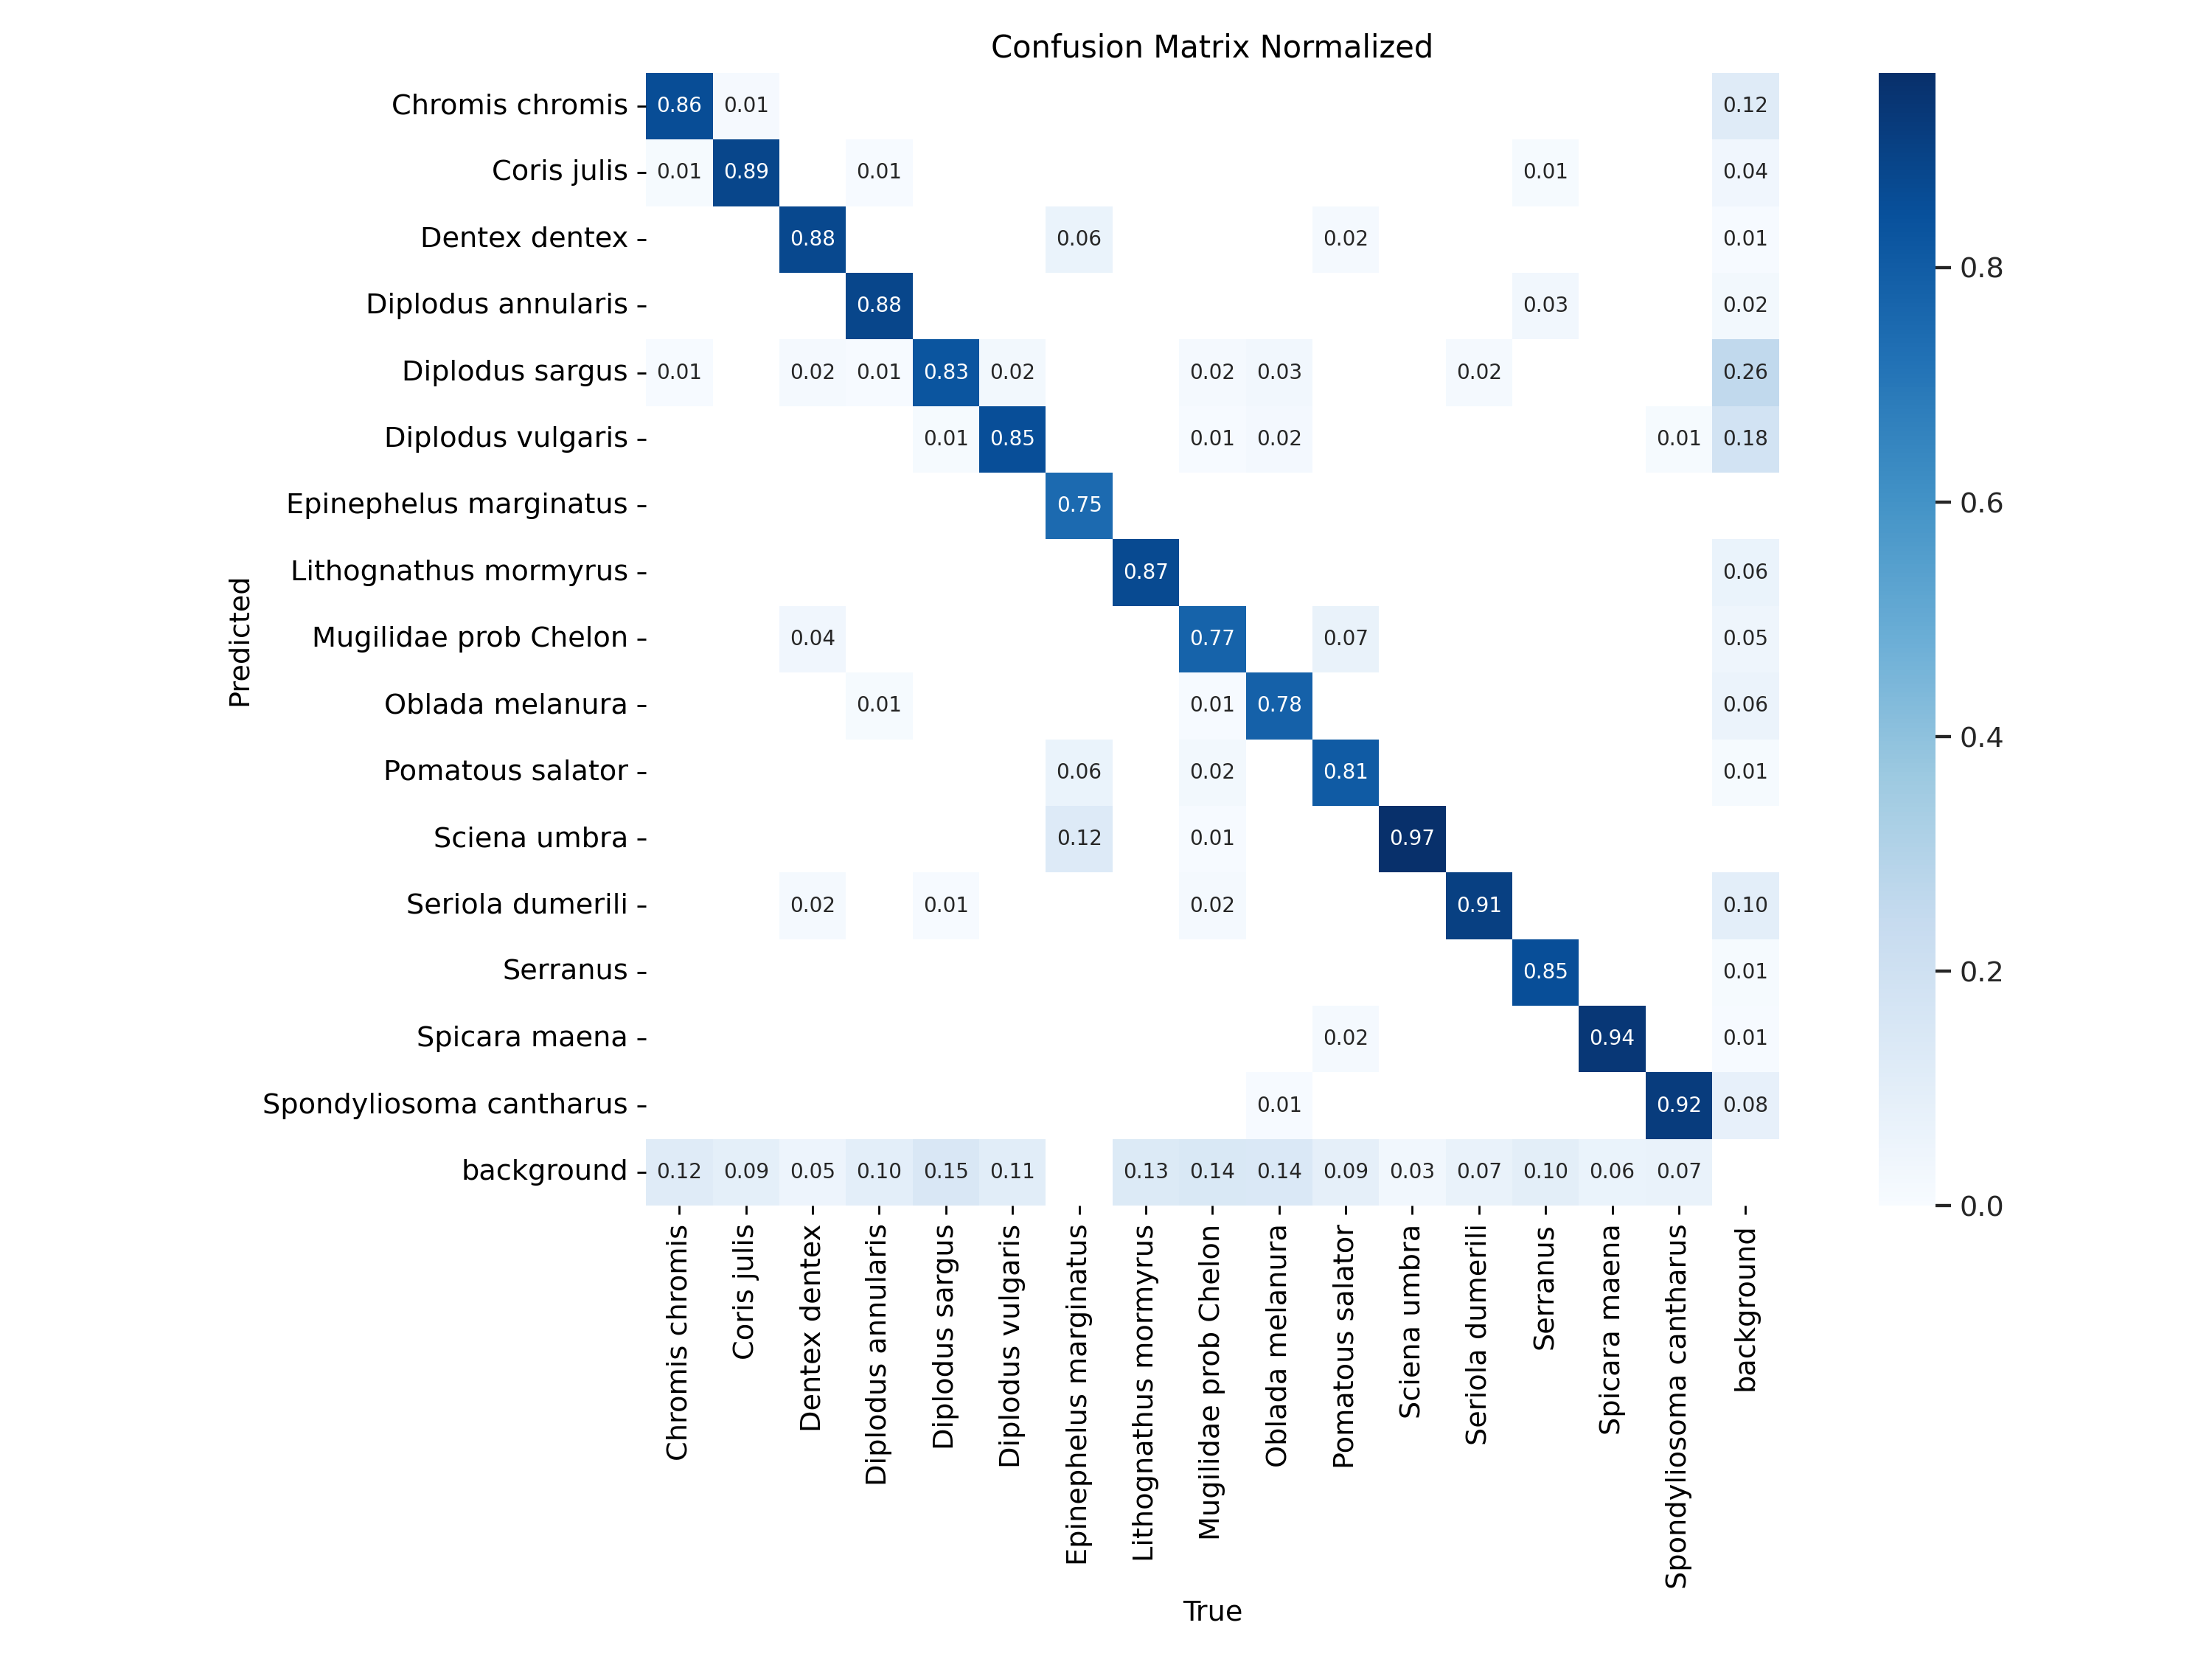 Confusion Matrix Normalized
Chromis chromis 0.86 0.01 0.12
Coris julis 0.01 0.89 0.01 0.01 0.04
Dentex dentex 0.88 0.06 0.02 0.01
Diplodus annularis 0.88 0.03 0.02
Diplodus sargus 0.01 0.02 0.01 0.83 0.02 0.02 0.03 0.02 0.26
Diplodus vulgaris 0.01 0.85 0.01 0.02 0.01 0.18
Epinephelus marginatus 0.75
Lithognathus mormyrus 0.87 0.06
Mugilidae prob Chelon 0.04 0.77 0.07 0.05
Oblada melanura 0.01 0.01 0.78 0.06
Pomatous salator 0.06 0.02 0.81 0.01
Sciena umbra 0.12 0.01 0.97
Seriola dumerili 0.02 0.01 0.02 0.91 0.10
Serranus 0.85 0.01
Spicara maena 0.02 0.94 0.01
Spondyliosoma cantharus 0.01 0.92 0.08
background 0.12 0.09 0.05 0.10 0.15 0.11 0.13 0.14 0.14 0.09 0.03 0.07 0.10 0.06 0.07
Predicted
Chromis chromis
Coris julis
Dentex dentex
Diplodus annularis
Diplodus sargus
Diplodus vulgaris
Epinephelus marginatus
Lithognathus mormyrus
Mugilidae prob Chelon
Oblada melanura
Pomatous salator
Sciena umbra
Seriola dumerili
Serranus
Spicara maena
Spondyliosoma cantharus
background
True
0.8
0.6
0.4
0.2
0.0